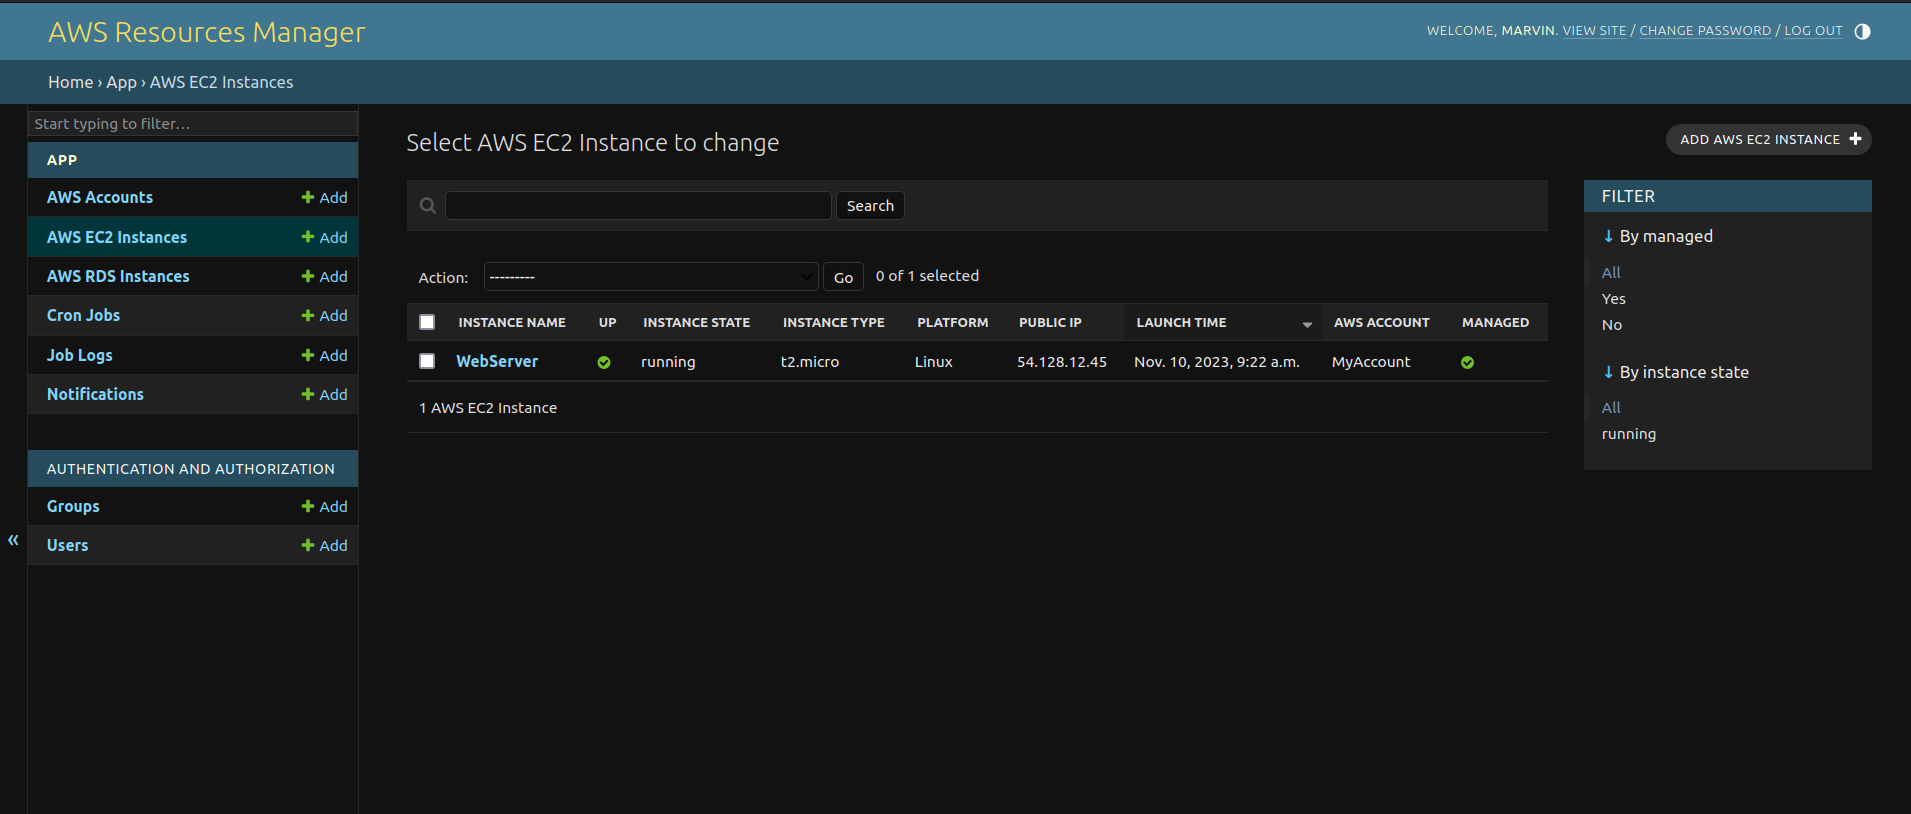 AWS Resources Manager
WELCOME, MARVIN. VIEW SITE / CHANGE PASSWORD / LOG OUT
Home › App › AWS EC2 Instances
Start typing to filter...
APP
AWS Accounts + Add
AWS EC2 Instances + Add
AWS RDS Instances + Add
Cron Jobs + Add
Job Logs + Add
Notifications + Add
AUTHENTICATION AND AUTHORIZATION
Groups + Add
Users + Add
«
Select AWS EC2 Instance to change
ADD AWS EC2 INSTANCE +
Search
Action: --------- Go 0 of 1 selected
INSTANCE NAME UP INSTANCE STATE INSTANCE TYPE PLATFORM PUBLIC IP LAUNCH TIME AWS ACCOUNT MANAGED
WebServer running t2.micro Linux 54.128.12.45 Nov. 10, 2023, 9:22 a.m. MyAccount
1 AWS EC2 Instance
FILTER
↓ By managed
All
Yes
No
↓ By instance state
All
running